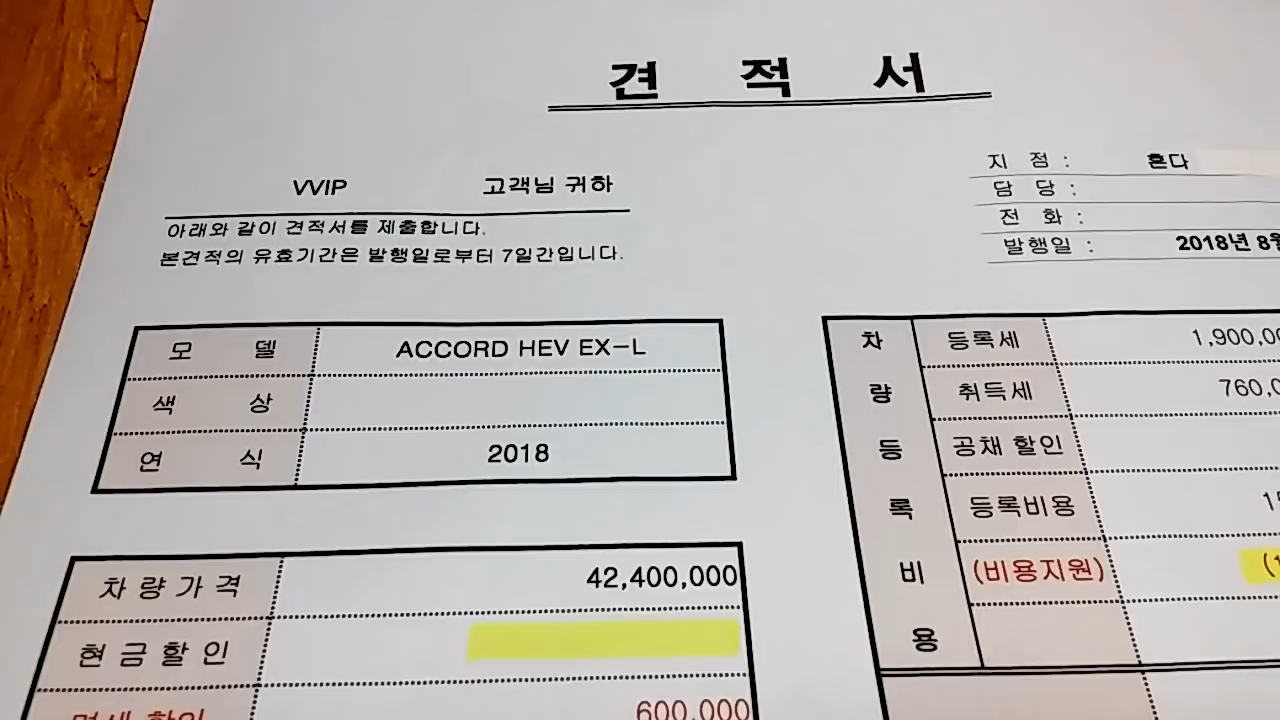 견 적 서
VVIP 고객님 귀하
아래와 같이 견적서를 제출합니다.
본견적의 유효기간은 발행일로부터 7일간입니다.
지 점 : 혼다
담 당 :
전 화 :
발행일 : 2018년
모 델 ACCORD HEV EX-L
색 상
연 식 2018
차량가격 42,400,000
현금할인
600,000
차량등록비용
등록세
취득세
공채 할인
등록비용
(비용지원)